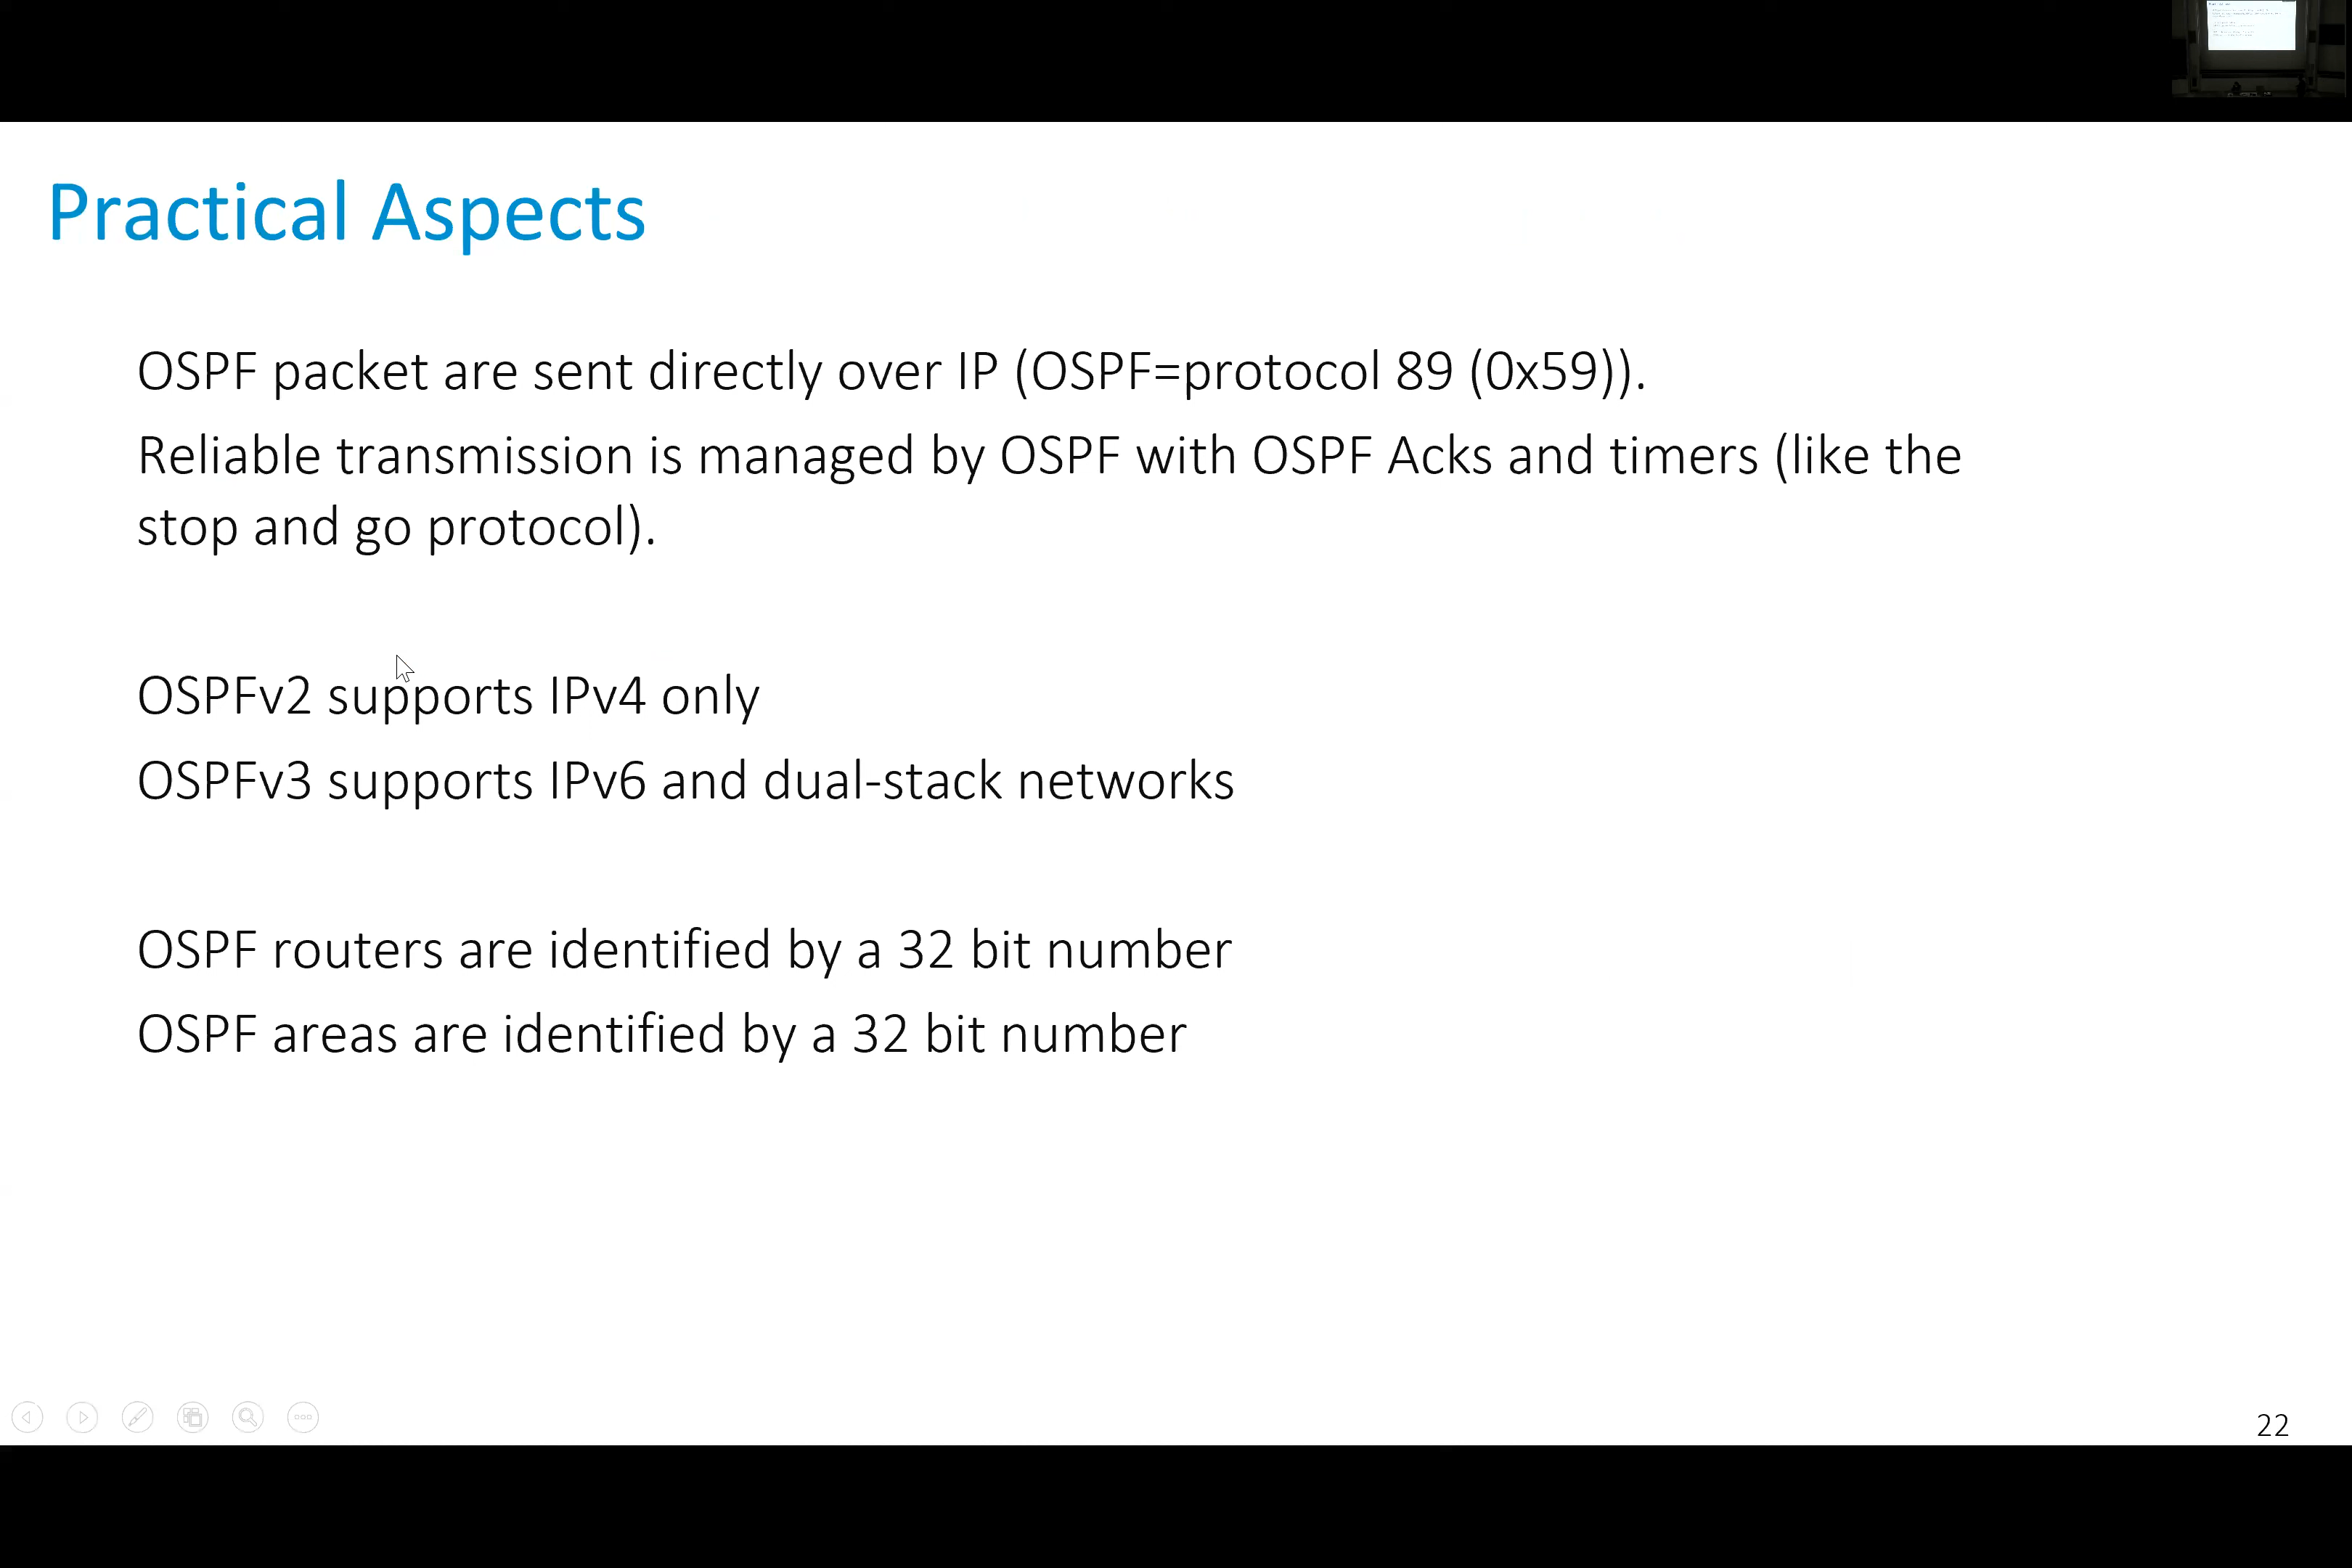 Practical Aspects
OSPF packet are sent directly over IP (OSPF=protocol 89 (0x59)).
Reliable transmission is managed by OSPF with OSPF Acks and timers (like the
stop and go protocol).
OSPFv2 supports IPv4 only
OSPFv3 supports IPv6 and dual-stack networks
OSPF routers are identified by a 32 bit number
OSPF areas are identified by a 32 bit number
22